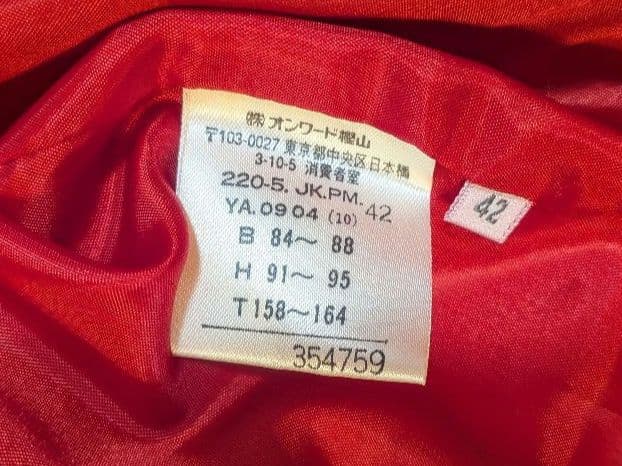 ㈱オンワード樫山
〒103-0027 東京都中央区日本橋
3-10-5 消費者室
220-5. JK.PM.
YA.0904 (10) 42
B 84〜 88
H 91〜 95
T158〜164
354759
42